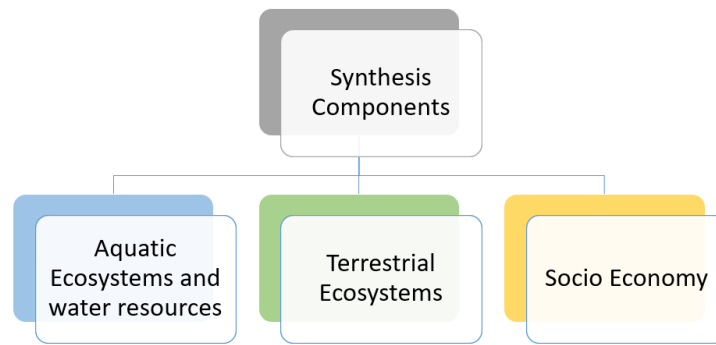 Synthesis
Components
Aquatic
Ecosystems and
water resources
Terrestrial
Ecosystems
Socio Economy